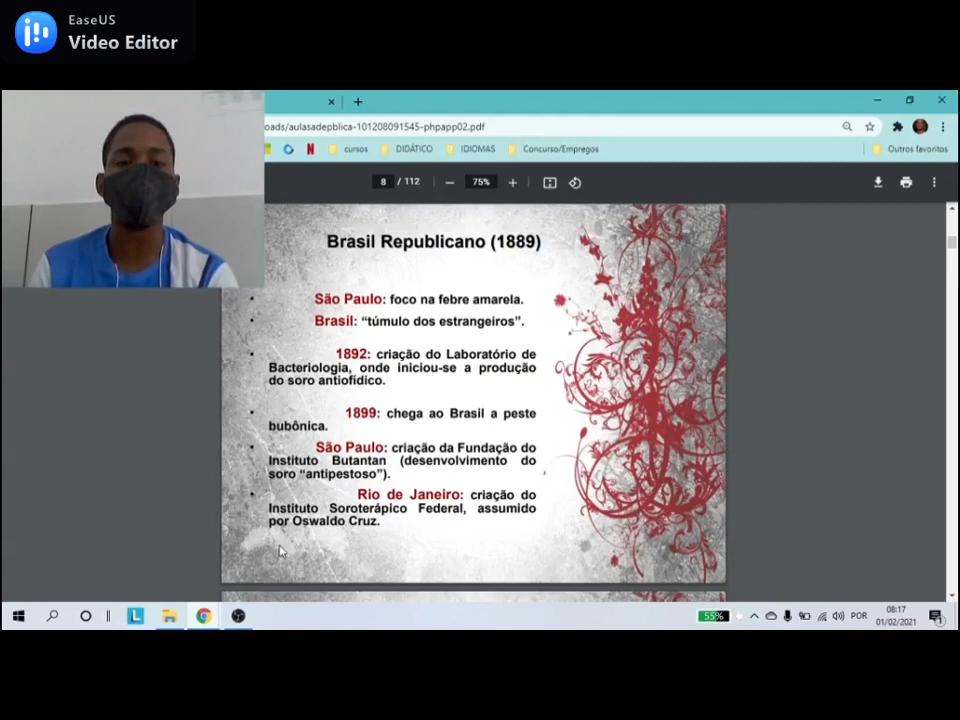 EaseUS
Video Editor
oads/aulasadepblica-101208091545-phpapp02.pdf
cursos
DIDÁTICO
IDIOMAS
Concurso/Empregos
Outros favoritos
8 / 112
75%
Brasil Republicano (1889)
São Paulo: foco na febre amarela.
Brasil: “túmulo dos estrangeiros”.
1892: criação do Laboratório de
Bacteriologia, onde iniciou-se a produção
do soro antiofídico.
1899: chega ao Brasil a peste
bubônica.
São Paulo: criação da Fundação do
Instituto Butantan (desenvolvimento do
soro “antipestoso”).
Rio de Janeiro: criação do
Instituto Soroterápico Federal, assumido
por Oswaldo Cruz.
55%
POR
08:17
01/02/2021